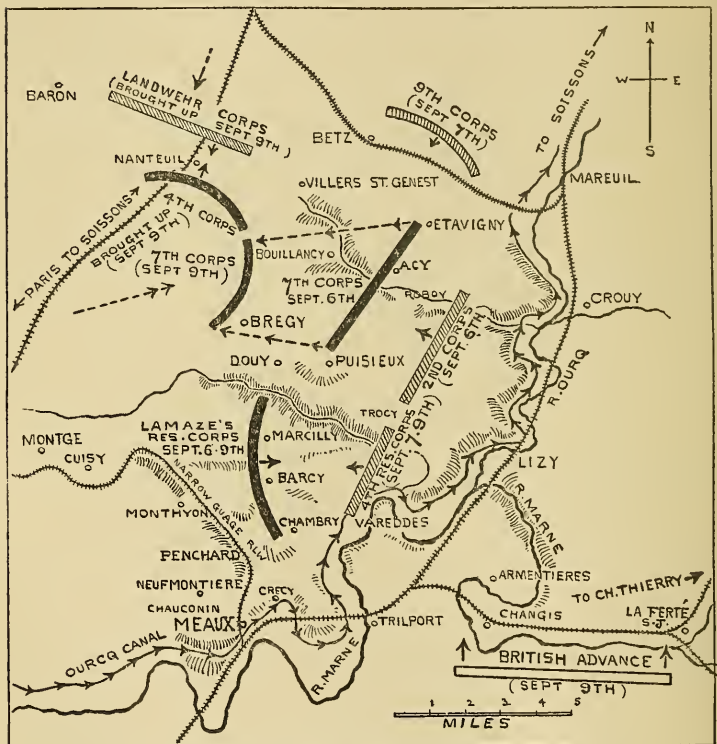 N
W E
S
LANDWEHR CORPS
(BROUGHT UP SEPT 9TH)
BARON
9TH CORPS
(SEPT 7TH)
TO SOISSONS
BETZ
NANTEUIL
MAREUIL
VILLERS ST. GENEST
4TH CORPS
BROUGHT UP
(SEPT 9TH)
PARIS TO SOISSONS
ETAVIGNY
BOUILLANCY
7TH CORPS
(SEPT 9TH)
7TH CORPS
SEPT. 6TH
ACY
ROBOY
CROUY
BREGY
2ND CORPS
(SEPT. 6TH)
DOUY
PUISIEUX
R. OURQ
TROCY
LAMAZE'S
RES. CORPS
SEPT. 6-9TH
MARCILLY
4TH RES. CORPS
(SEPT. 7-9TH)
MONTGE
CUISY
LIZY
BARCY
R. MARNE
NARROW GUAGE RLY.
MONTHYON
CHAMBRY
VAREDDES
PENCHARD
ARMENTIERES
NEUFMONTIERE
CRECY
TO CH. THIERRY
CHAUCONIN
MEAUX
TRILPORT
CHANGIS
LA FERTÉ
S.J.
OURCQ CANAL
R. MARNE
BRITISH ADVANCE
(SEPT 9TH)
1 2 3 4 5
MILES